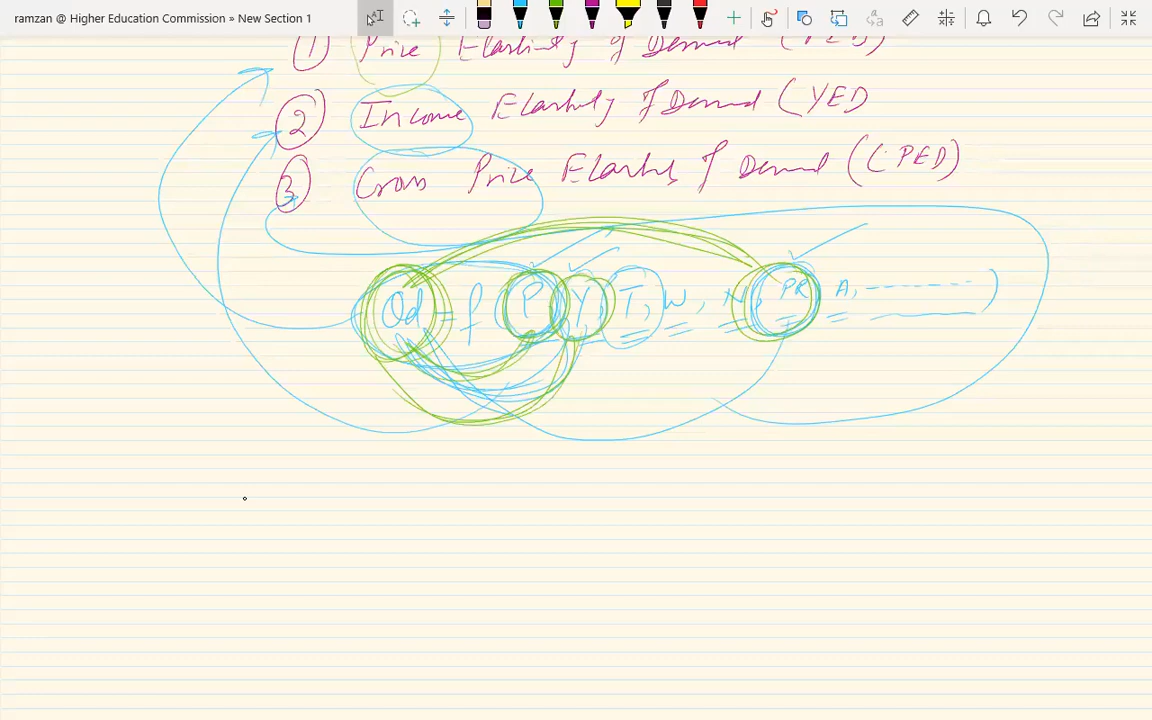 ramzan @ Higher Education Commission » New Section 1
① Price Elasticity of Demand (PED)
② Income Elasticity of Demand (YED
③ Cross Price Elasticity of Demand (CPED)
Qd = f (P, Y, T, W, N, PR A, --------)